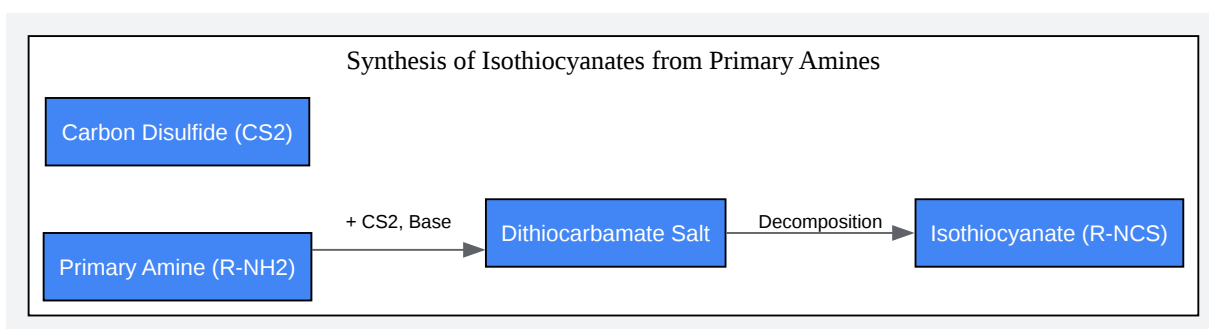 Synthesis of Isothiocyanates from Primary Amines
Carbon Disulfide (CS2)
Primary Amine (R-NH2)
+ CS2, Base
Dithiocarbamate Salt
Decomposition
Isothiocyanate (R-NCS)